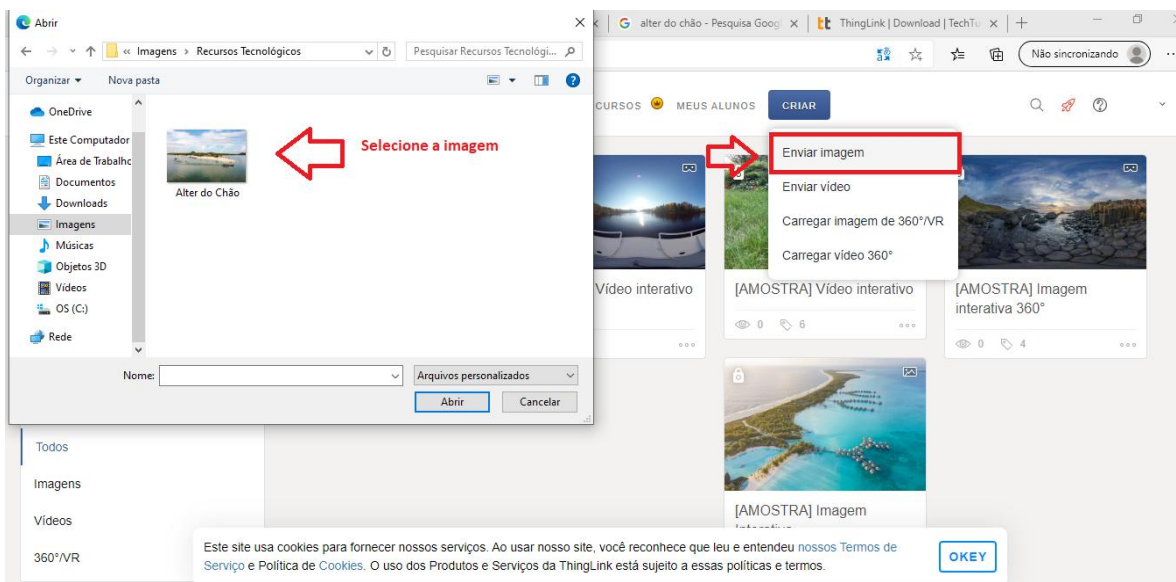 Abrir
alter do chão - Pesquisa Goog
ThingLink | Download | TechTu
« Imagens > Recursos Tecnológicos
Pesquisar Recursos Tecnológi...
Não sincronizando
Organizar
Nova pasta
OneDrive
Este Computador
Área de Trabalho
Documentos
Downloads
Imagens
Músicas
Objetos 3D
Vídeos
OS (C:)
Rede
Alter do Chão
Selecione a imagem
Nome:
Arquivos personalizados
Abrir
Cancelar
CURSOS
MEUS ALUNOS
CRIAR
Enviar imagem
Enviar vídeo
Carregar imagem de 360°/VR
Carregar vídeo 360°
Vídeo interativo
[AMOSTRA] Vídeo interativo
0 6
[AMOSTRA] Imagem
interativa 360°
0 4
[AMOSTRA] Imagem
Todos
Imagens
Vídeos
360°/VR
Este site usa cookies para fornecer nossos serviços. Ao usar nosso site, você reconhece que leu e entendeu nossos Termos de
Serviço e Política de Cookies. O uso dos Produtos e Serviços da ThingLink está sujeito a essas políticas e termos.
OKEY